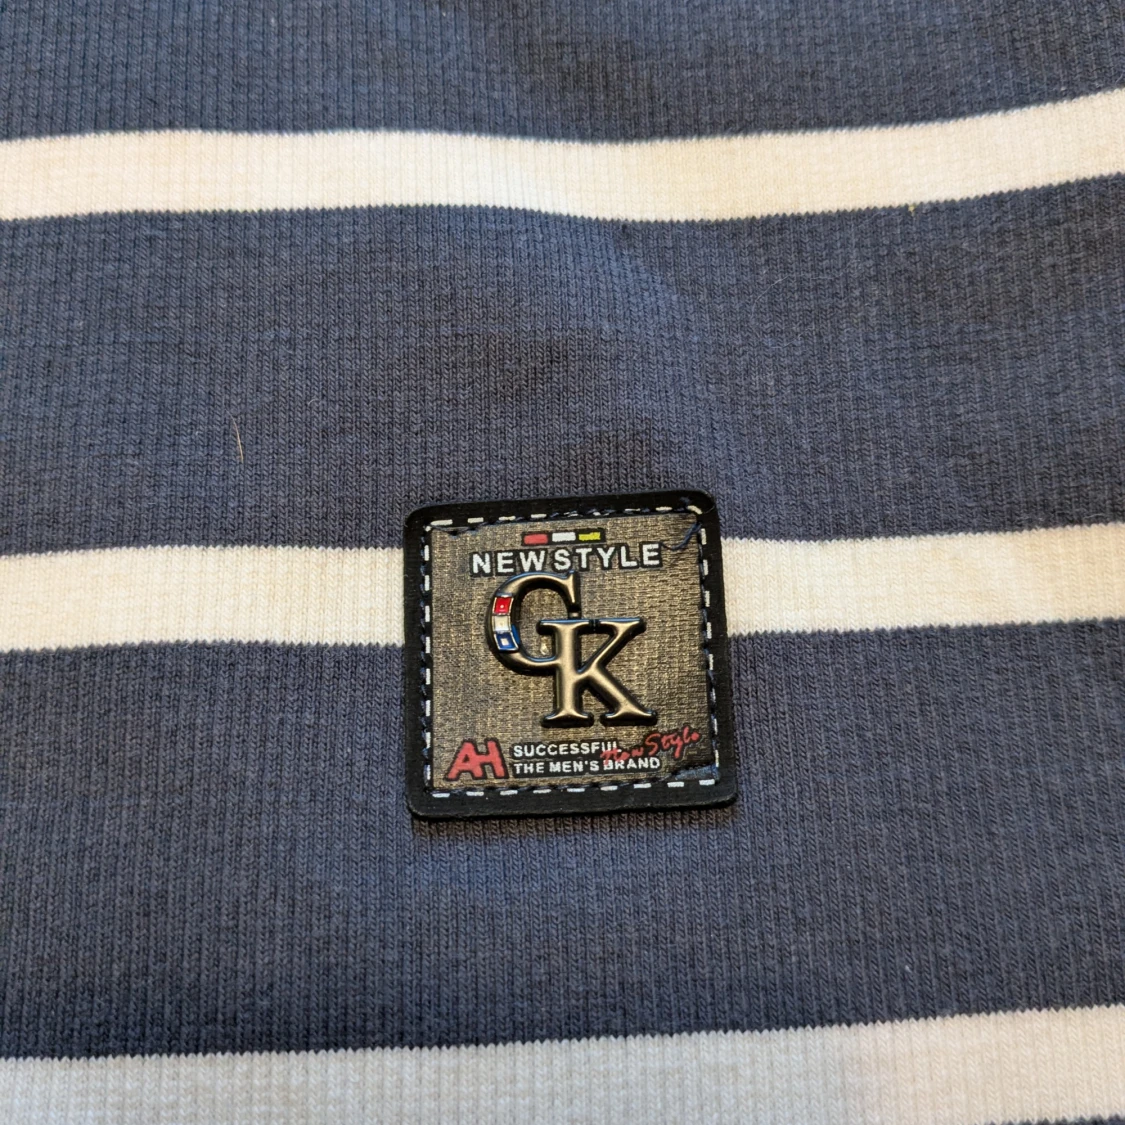 NEWSTYLE
CK
AH
SUCCESSFUL
THE MEN'S BRAND
New Style